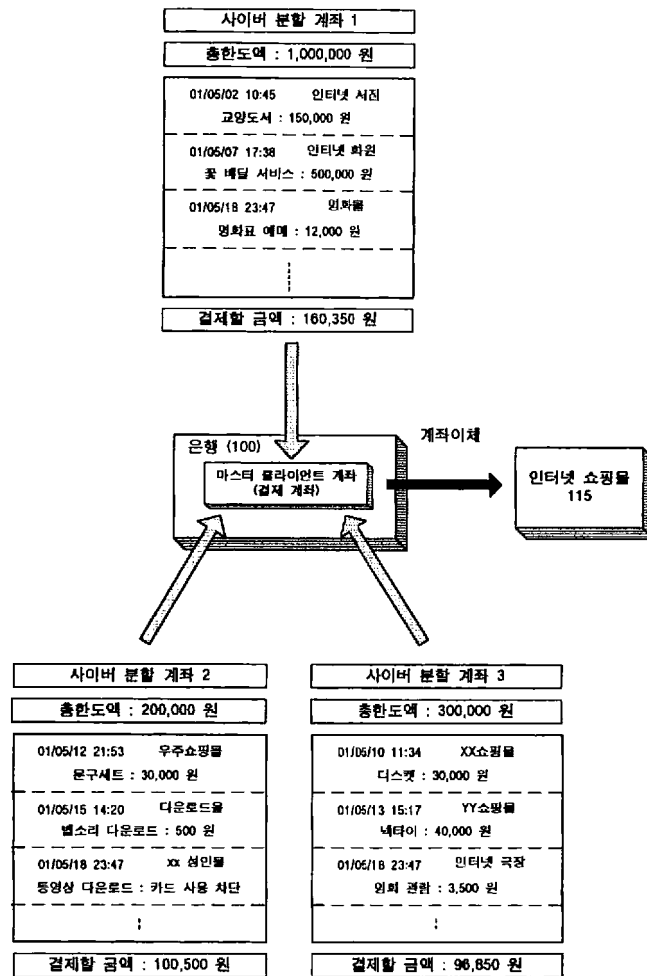 사이버 분할 계좌 1
총한도액 : 1,000,000 원
01/05/02 10:45 인터넷 서점
교양도서 : 150,000 원
01/05/07 17:38 인터넷 화원
꽃 배달 서비스 : 500,000 원
01/05/18 23:47 영화몰
영화표 예매 : 12,000 원
결제할 금액 : 160,350 원
은행 (100)
계좌이체
마스터 클라이언트 계좌
(결제 계좌)
인터넷 쇼핑몰
115
사이버 분할 계좌 2
총한도액 : 200,000 원
01/05/12 21:53 우주쇼핑몰
문구세트 : 30,000 원
01/05/15 14:20 다운로드몰
벨소리 다운로드 : 500 원
01/05/18 23:47 xx 성인몰
동영상 다운로드 : 카드 사용 차단
결제할 금액 : 100,500 원
사이버 분할 계좌 3
총한도액 : 300,000 원
01/05/10 11:34 XX쇼핑몰
디스켓 : 30,000 원
01/05/13 15:17 YY쇼핑몰
넥타이 : 40,000 원
01/05/18 23:47 인터넷 극장
영화 관람 : 3,500 원
결제할 금액 : 96,850 원